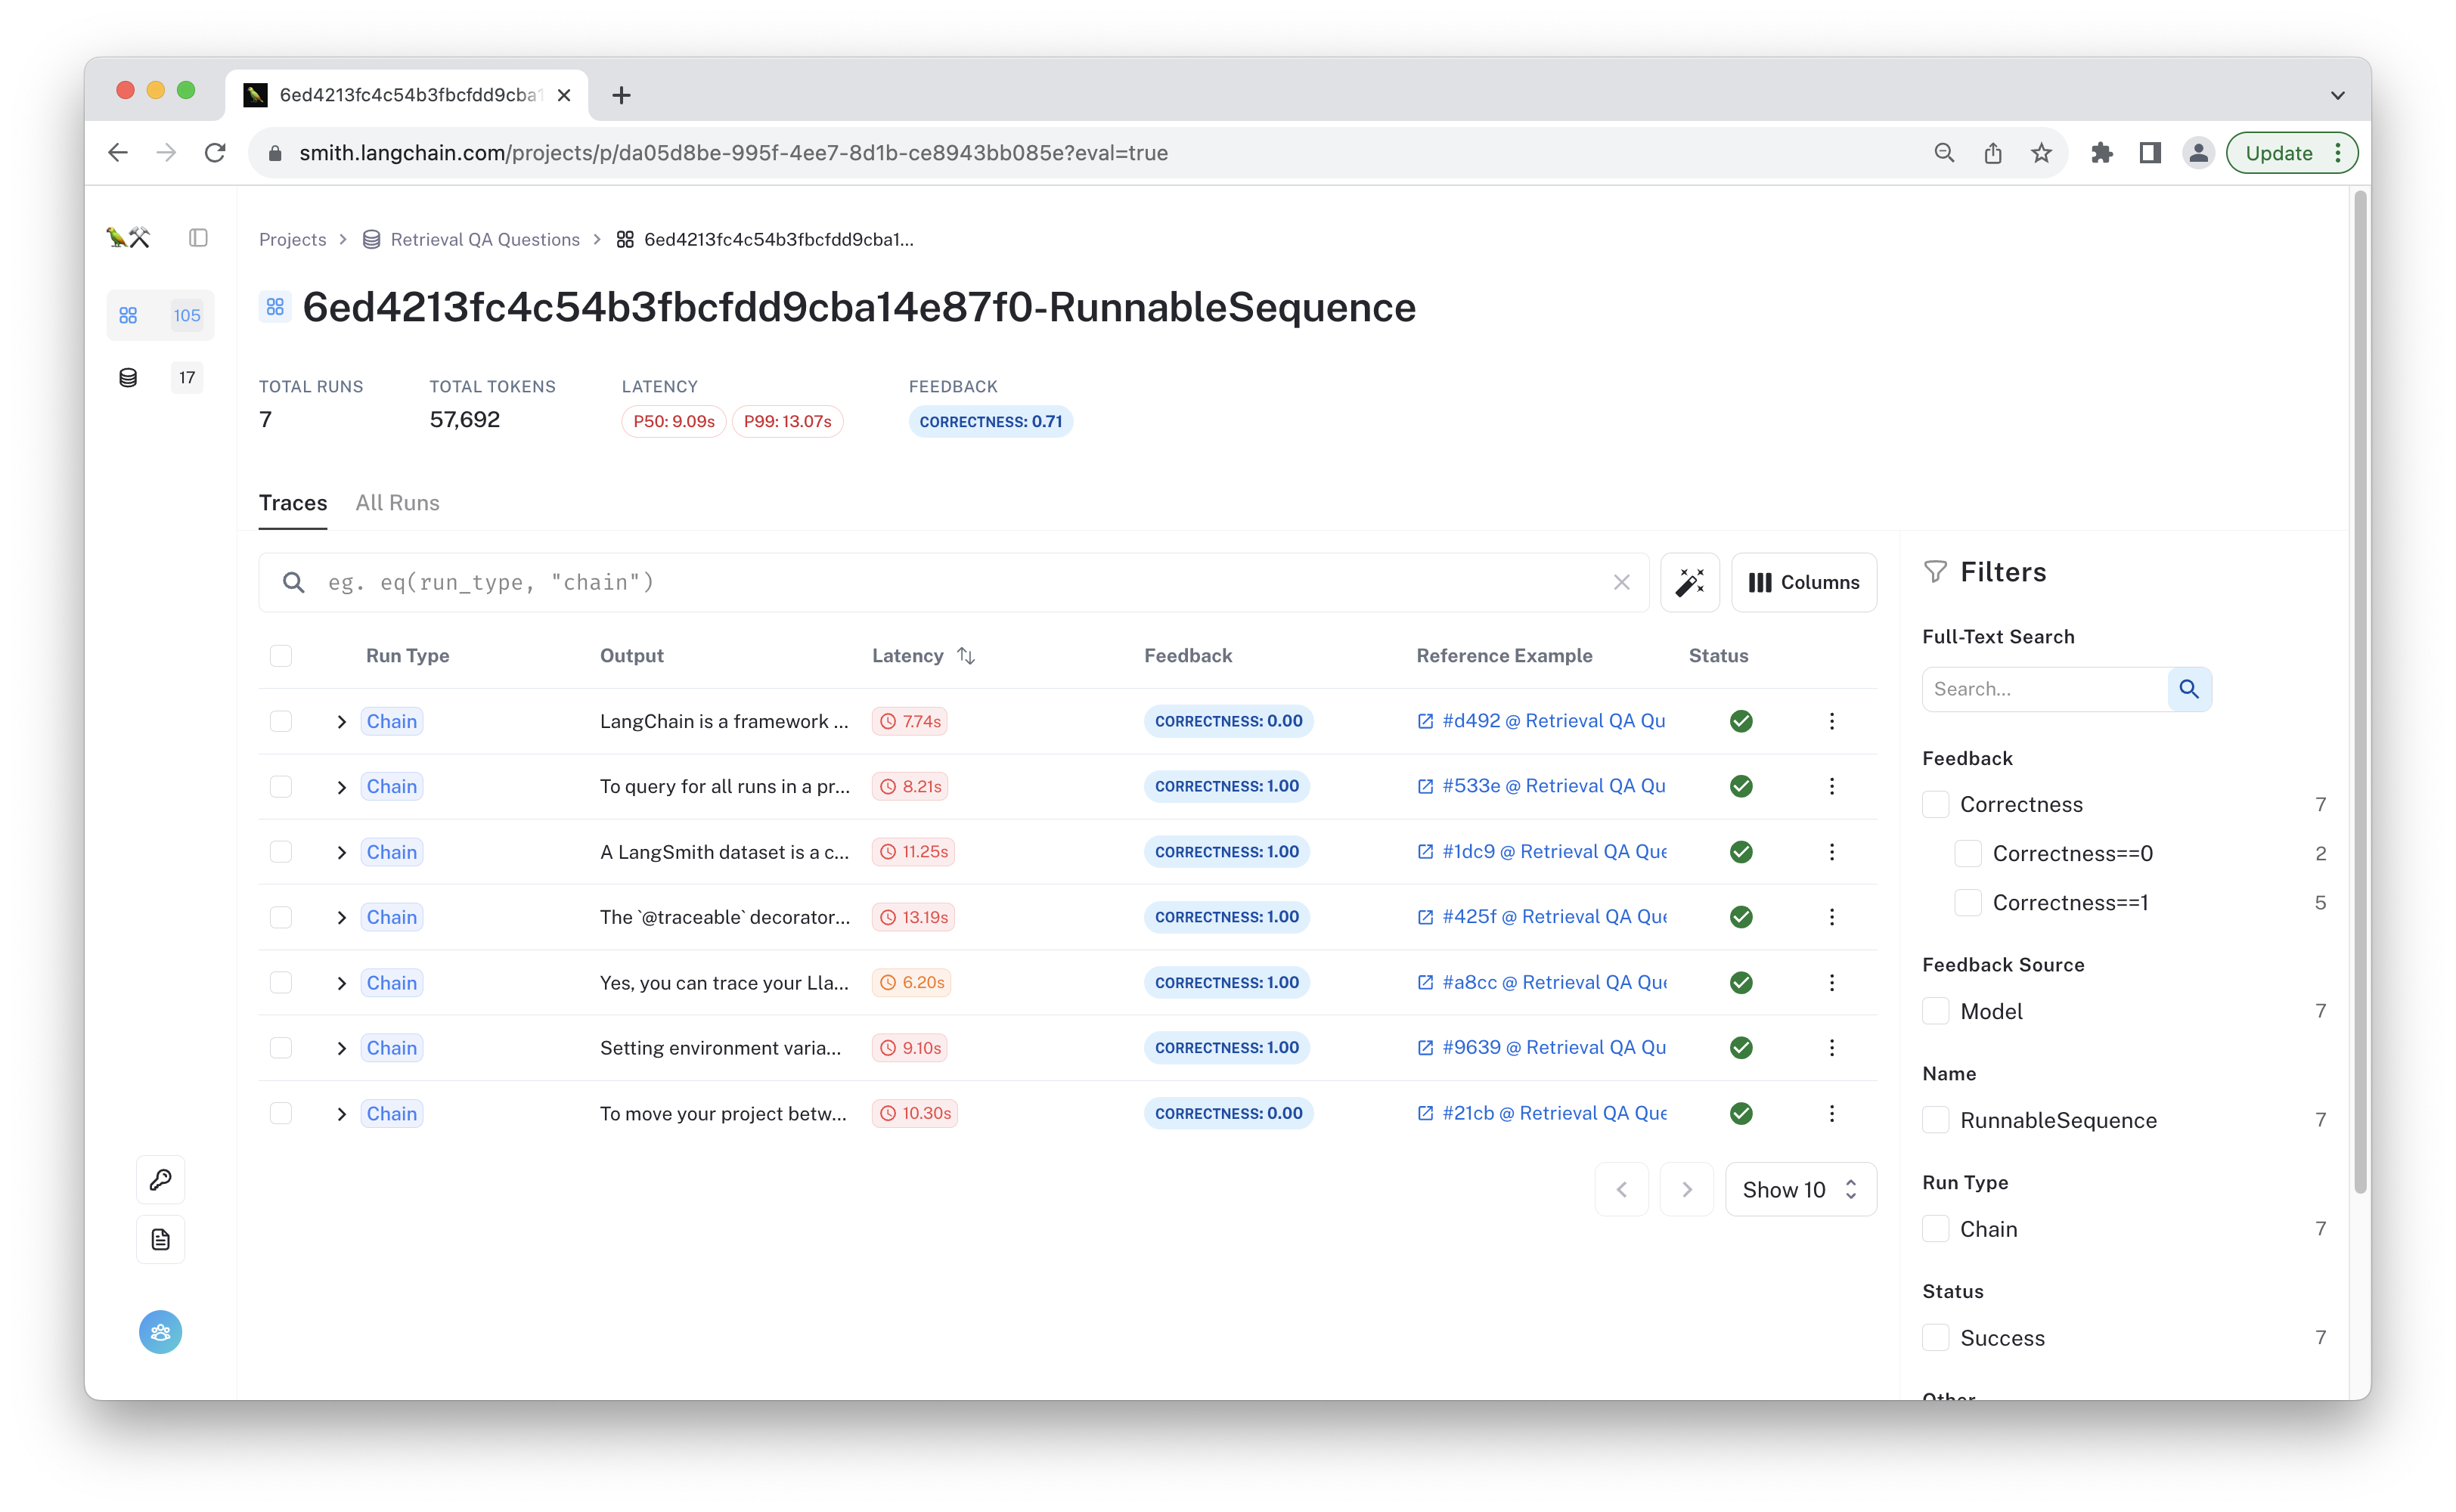 6ed4213fc4c54b3fbcfdd9cba1
smith.langchain.com/projects/p/da05d8be-995f-4ee7-8d1b-ce8943bb085e?eval=true
Update
Projects
Retrieval QA Questions
6ed4213fc4c54b3fbcfdd9cba1...
105
17
6ed4213fc4c54b3fbcfdd9cba14e87f0-RunnableSequence
TOTAL RUNS TOTAL TOKENS LATENCY FEEDBACK
7 57,692 P50: 9.09s P99: 13.07s CORRECTNESS: 0.71
Traces All Runs
eg. eq(run_type, "chain")
Columns
Run Type Output Latency Feedback Reference Example Status
Chain LangChain is a framework ... 7.74s CORRECTNESS: 0.00 #d492 @ Retrieval QA Qu
Chain To query for all runs in a pr... 8.21s CORRECTNESS: 1.00 #533e @ Retrieval QA Qu
Chain A LangSmith dataset is a c... 11.25s CORRECTNESS: 1.00 #1dc9 @ Retrieval QA Que
Chain The `@traceable` decorator... 13.19s CORRECTNESS: 1.00 #425f @ Retrieval QA Que
Chain Yes, you can trace your Lla... 6.20s CORRECTNESS: 1.00 #a8cc @ Retrieval QA Que
Chain Setting environment varia... 9.10s CORRECTNESS: 1.00 #9639 @ Retrieval QA Qu
Chain To move your project betw... 10.30s CORRECTNESS: 0.00 #21cb @ Retrieval QA Que
Show 10
Filters
Full-Text Search
Search...
Feedback
Correctness 7
Correctness==0 2
Correctness==1 5
Feedback Source
Model 7
Name
RunnableSequence 7
Run Type
Chain 7
Status
Success 7
Other